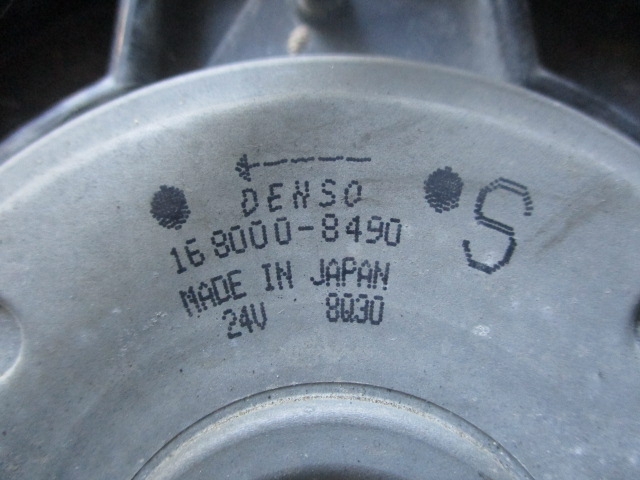 DENSO
S
168000-8490
MADE IN JAPAN
24V 8Q30